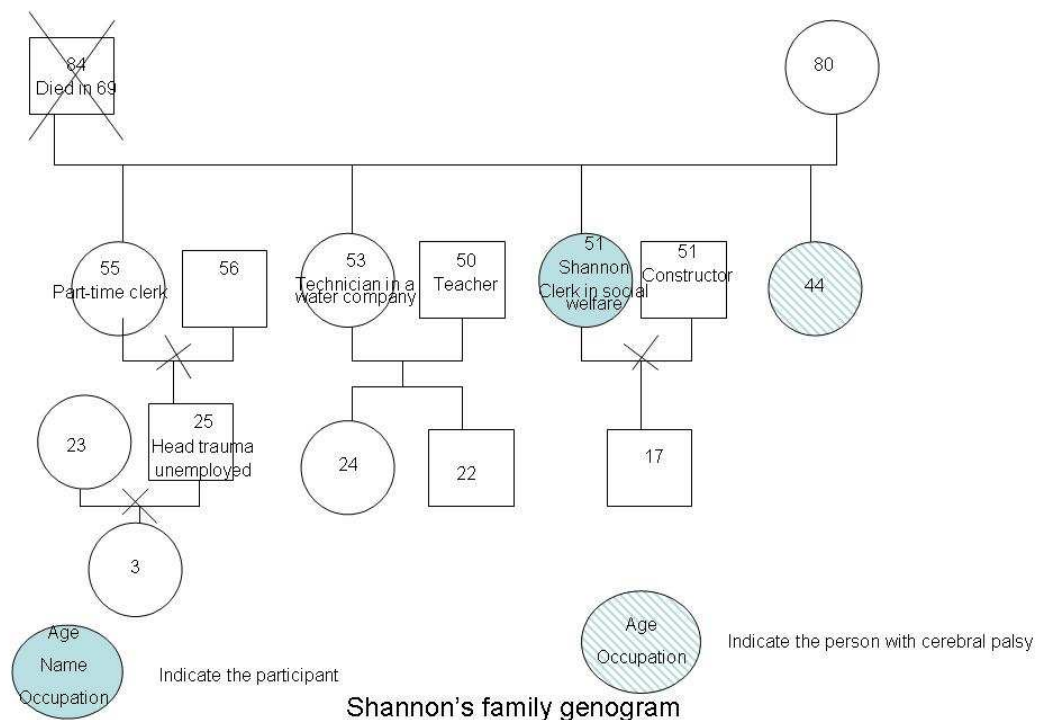 84
Died in 69
80
55
Part-time clerk
56
53
Technician in a
water company
50
Teacher
51
Shannon
Clerk in social
welfare
51
Constructor
44
23
25
Head trauma
unemployed
24
22
17
3
Age
Name
Occupation
Indicate the participant
Age
Occupation
Indicate the person with cerebral palsy
Shannon's family genogram